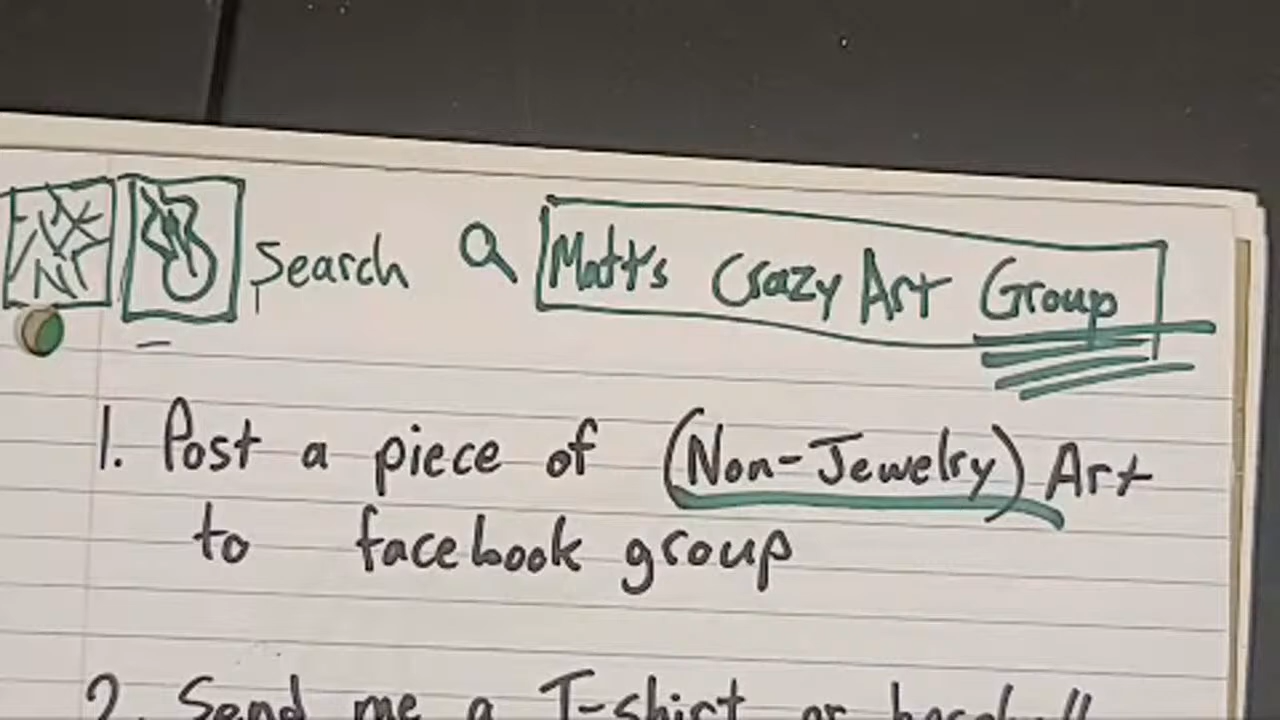 Search Matt's Crazy Art Group
1. Post a piece of (Non-Jewelry) Art
to facebook group
2. Send me a T-shirt or baseball